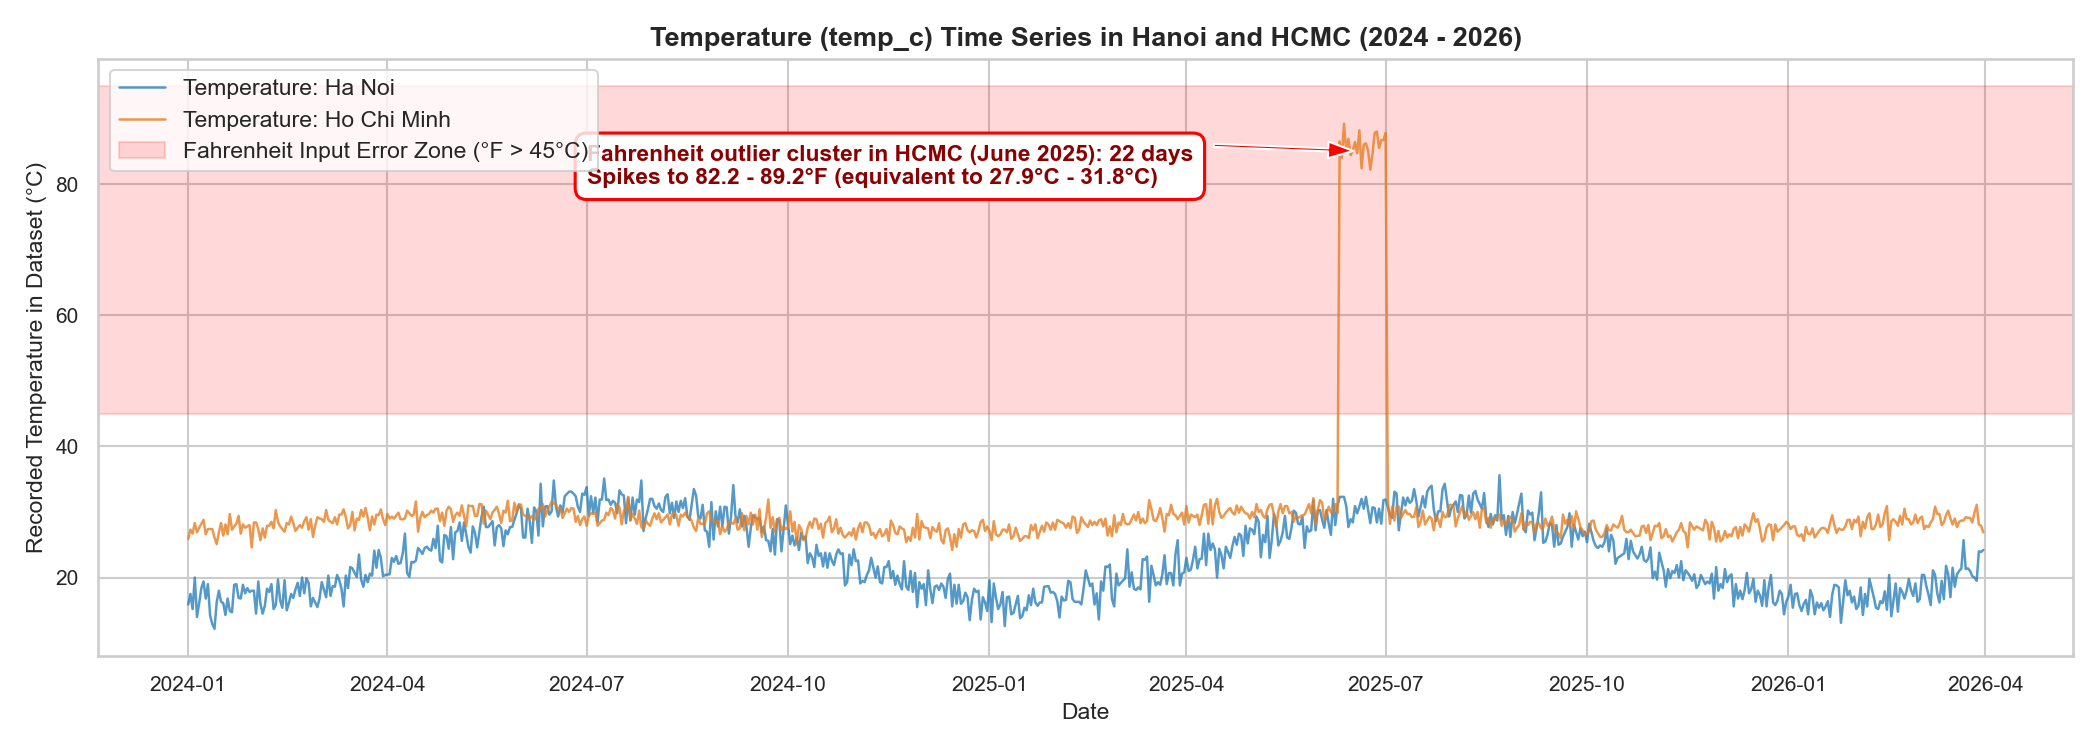 Temperature (temp_c) Time Series in Hanoi and HCMC (2024 - 2026)
Temperature: Ha Noi
Temperature: Ho Chi Minh
Fahrenheit Input Error Zone (°F > 45°C)
Fahrenheit outlier cluster in HCMC (June 2025): 22 days
Spikes to 82.2 - 89.2°F (equivalent to 27.9°C - 31.8°C)
Recorded Temperature in Dataset (°C)
80
60
40
20
2024-01
2024-04
2024-07
2024-10
2025-01
2025-04
2025-07
2025-10
2026-01
2026-04
Date